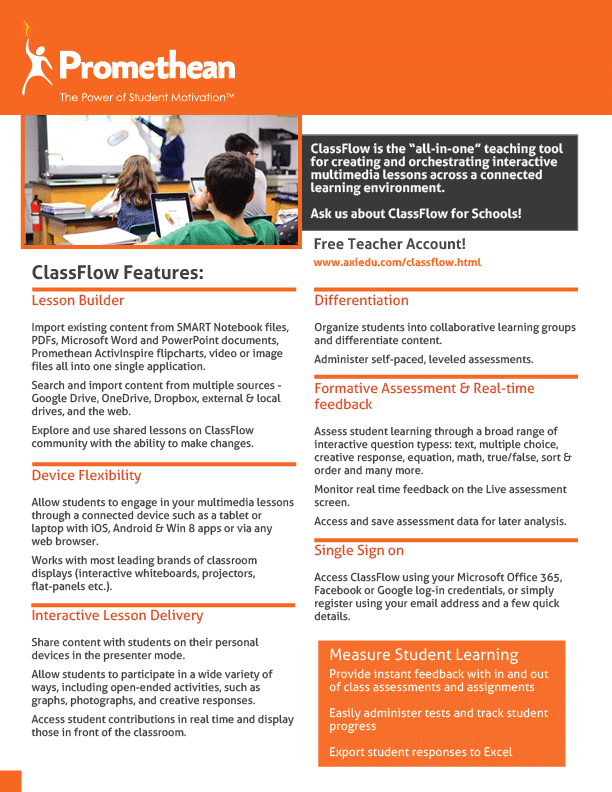 Promethean
The Power of Student Motivation™
ClassFlow is the “all-in-one” teaching tool
for creating and orchestrating interactive
multimedia lessons across a connected
learning environment.
Ask us about ClassFlow for Schools!
Free Teacher Account!
www.axiedu.com/classflow.html
ClassFlow Features:
Lesson Builder
Import existing content from SMART Notebook files,
PDFs, Microsoft Word and PowerPoint documents,
Promethean ActivInspire flipcharts, video or image
files all into one single application.
Search and import content from multiple sources -
Google Drive, OneDrive, Dropbox, external & local
drives, and the web.
Explore and use shared lessons on ClassFlow
community with the ability to make changes.
Device Flexibility
Allow students to engage in your multimedia lessons
through a connected device such as a tablet or
laptop with iOS, Android & Win 8 apps or via any
web browser.
Works with most leading brands of classroom
displays (interactive whiteboards, projectors,
flat-panels etc.).
Interactive Lesson Delivery
Share content with students on their personal
devices in the presenter mode.
Allow students to participate in a wide variety of
ways, including open-ended activities, such as
graphs, photographs, and creative responses.
Access student contributions in real time and display
those in front of the classroom.
Differentiation
Organize students into collaborative learning groups
and differentiate content.
Administer self-paced, leveled assessments.
Formative Assessment & Real-time
feedback
Assess student learning through a broad range of
interactive question typess: text, multiple choice,
creative response, equation, math, true/false, sort &
order and many more.
Monitor real time feedback on the Live assessment
screen.
Access and save assessment data for later analysis.
Single Sign on
Access ClassFlow using your Microsoft Office 365,
Facebook or Google log-in credentials, or simply
register using your email address and a few quick
details.
Measure Student Learning
Provide instant feedback with in and out
of class assessments and assignments
Easily administer tests and track student
progress
Export student responses to Excel